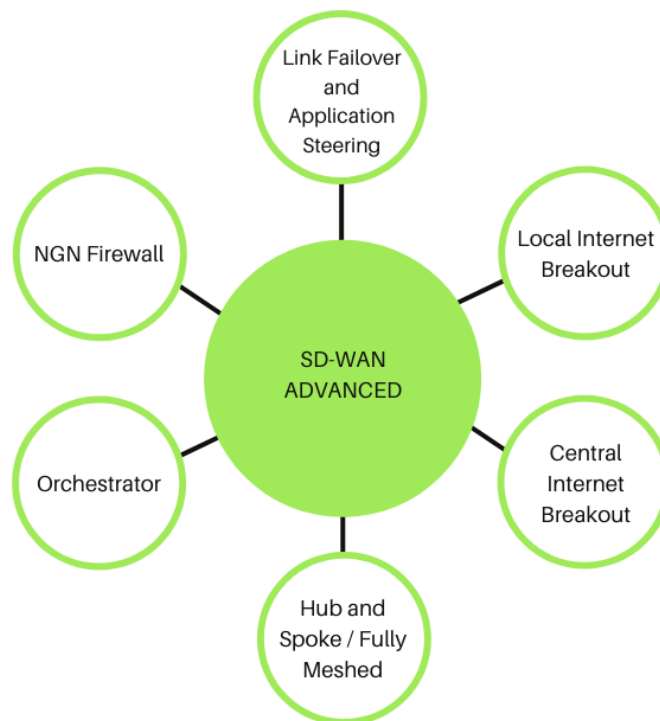 Link Failover
and
Application
Steering
NGN Firewall
Local Internet
Breakout
SD-WAN
ADVANCED
Orchestrator
Central
Internet
Breakout
Hub and
Spoke / Fully
Meshed